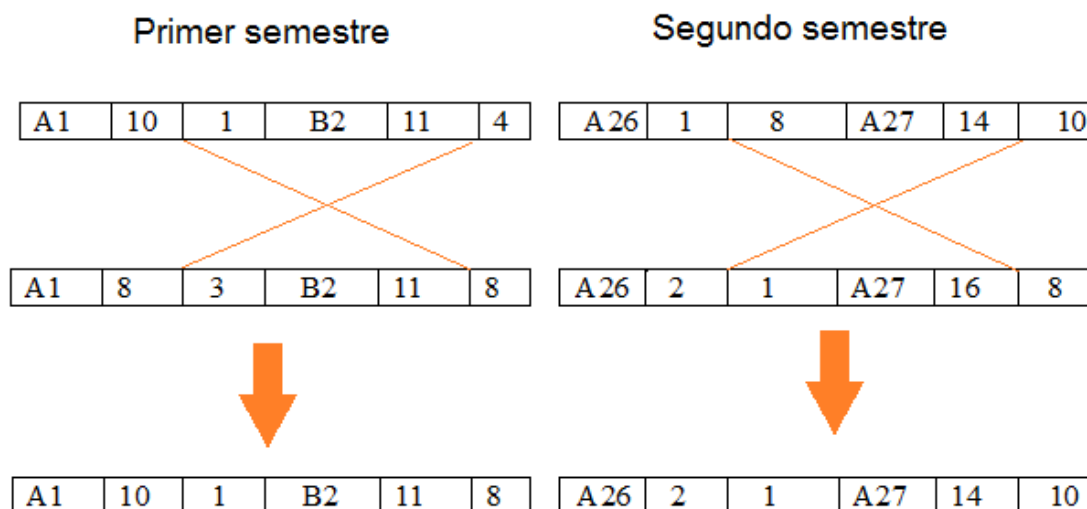 Primer semestre
Segundo semestre
A1 10 1 B2 11 4
A26 1 8 A27 14 10
A1 8 3 B2 11 8
A26 2 1 A27 16 8
A1 10 1 B2 11 8
A26 2 1 A27 14 10